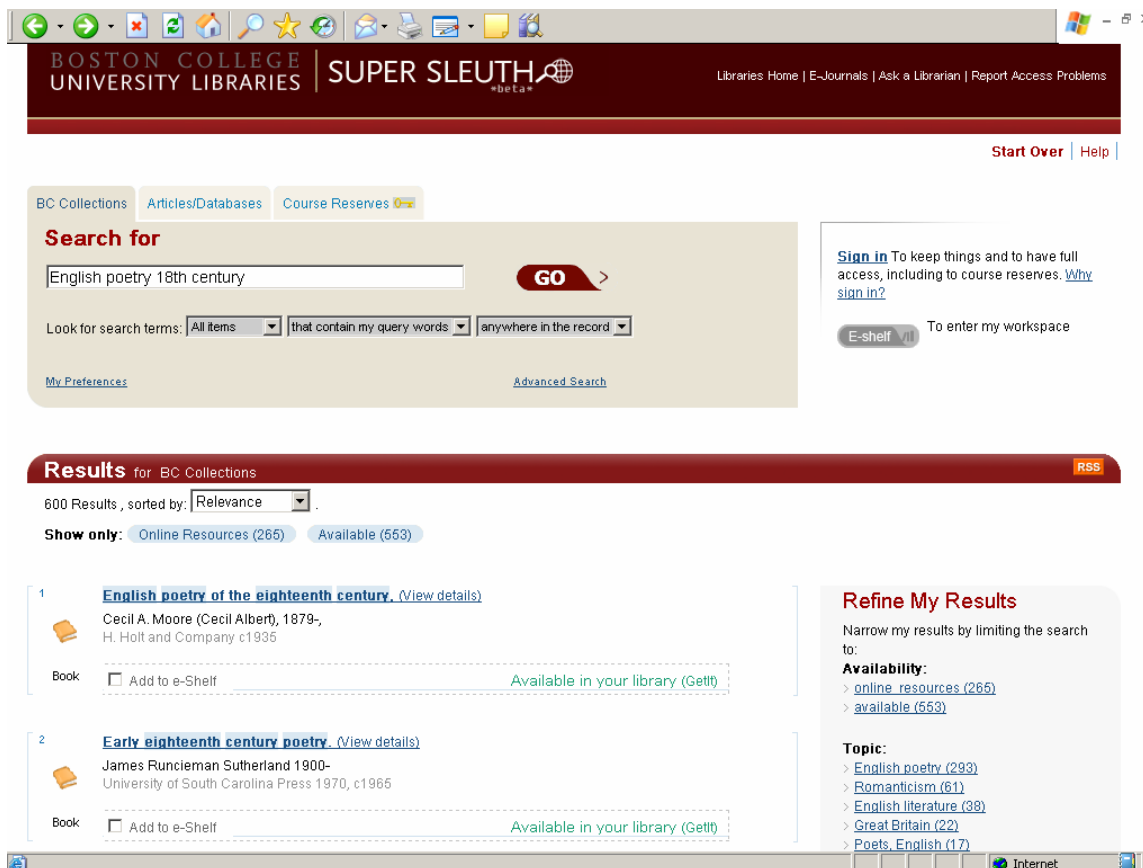 BOSTON COLLEGE
UNIVERSITY LIBRARIES
SUPER SLEUTH
*beta*
Libraries Home | E-Journals | Ask a Librarian | Report Access Problems
Start Over | Help
BC Collections Articles/Databases Course Reserves
Search for
English poetry 18th century
GO >
Look for search terms: All items that contain my query words anywhere in the record
My Preferences Advanced Search
Sign in To keep things and to have full
access, including to course reserves. Why
sign in?
E-shelf To enter my workspace
Results for BC Collections RSS
600 Results , sorted by: Relevance .
Show only: Online Resources (265) Available (553)
1 English poetry of the eighteenth century, (View details)
Cecil A. Moore (Cecil Albert), 1879-,
H. Holt and Company c1935
Book Add to e-Shelf Available in your library (GetIt)
2 Early eighteenth century poetry. (View details)
James Runcieman Sutherland 1900-
University of South Carolina Press 1970, c1965
Book Add to e-Shelf Available in your library (GetIt)
Refine My Results
Narrow my results by limiting the search
to:
Availability:
> online_resources (265)
> available (553)
Topic:
> English poetry (293)
> Romanticism (61)
> English literature (38)
> Great Britain (22)
> Poets, English (17)
Internet